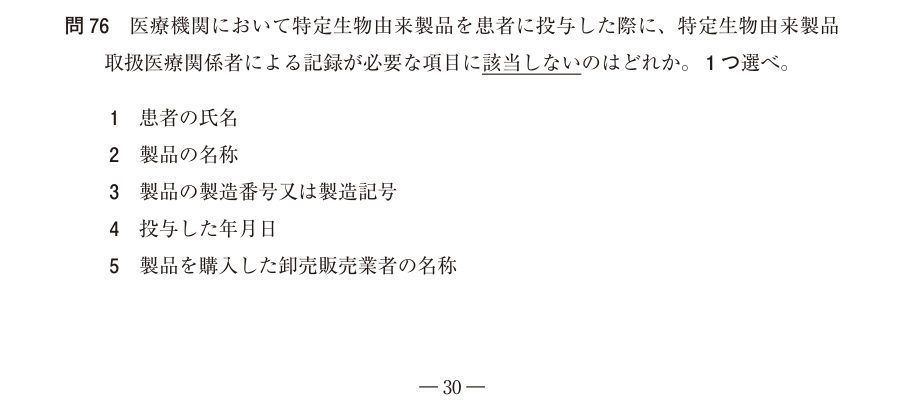 問76 医療機関において特定生物由来製品を患者に投与した際に、特定生物由来製品
取扱医療関係者による記録が必要な項目に該当しないのはどれか。1つ選べ。
1 患者の氏名
2 製品の名称
3 製品の製造番号又は製造記号
4 投与した年月日
5 製品を購入した卸売販売業者の名称
― 30 ―